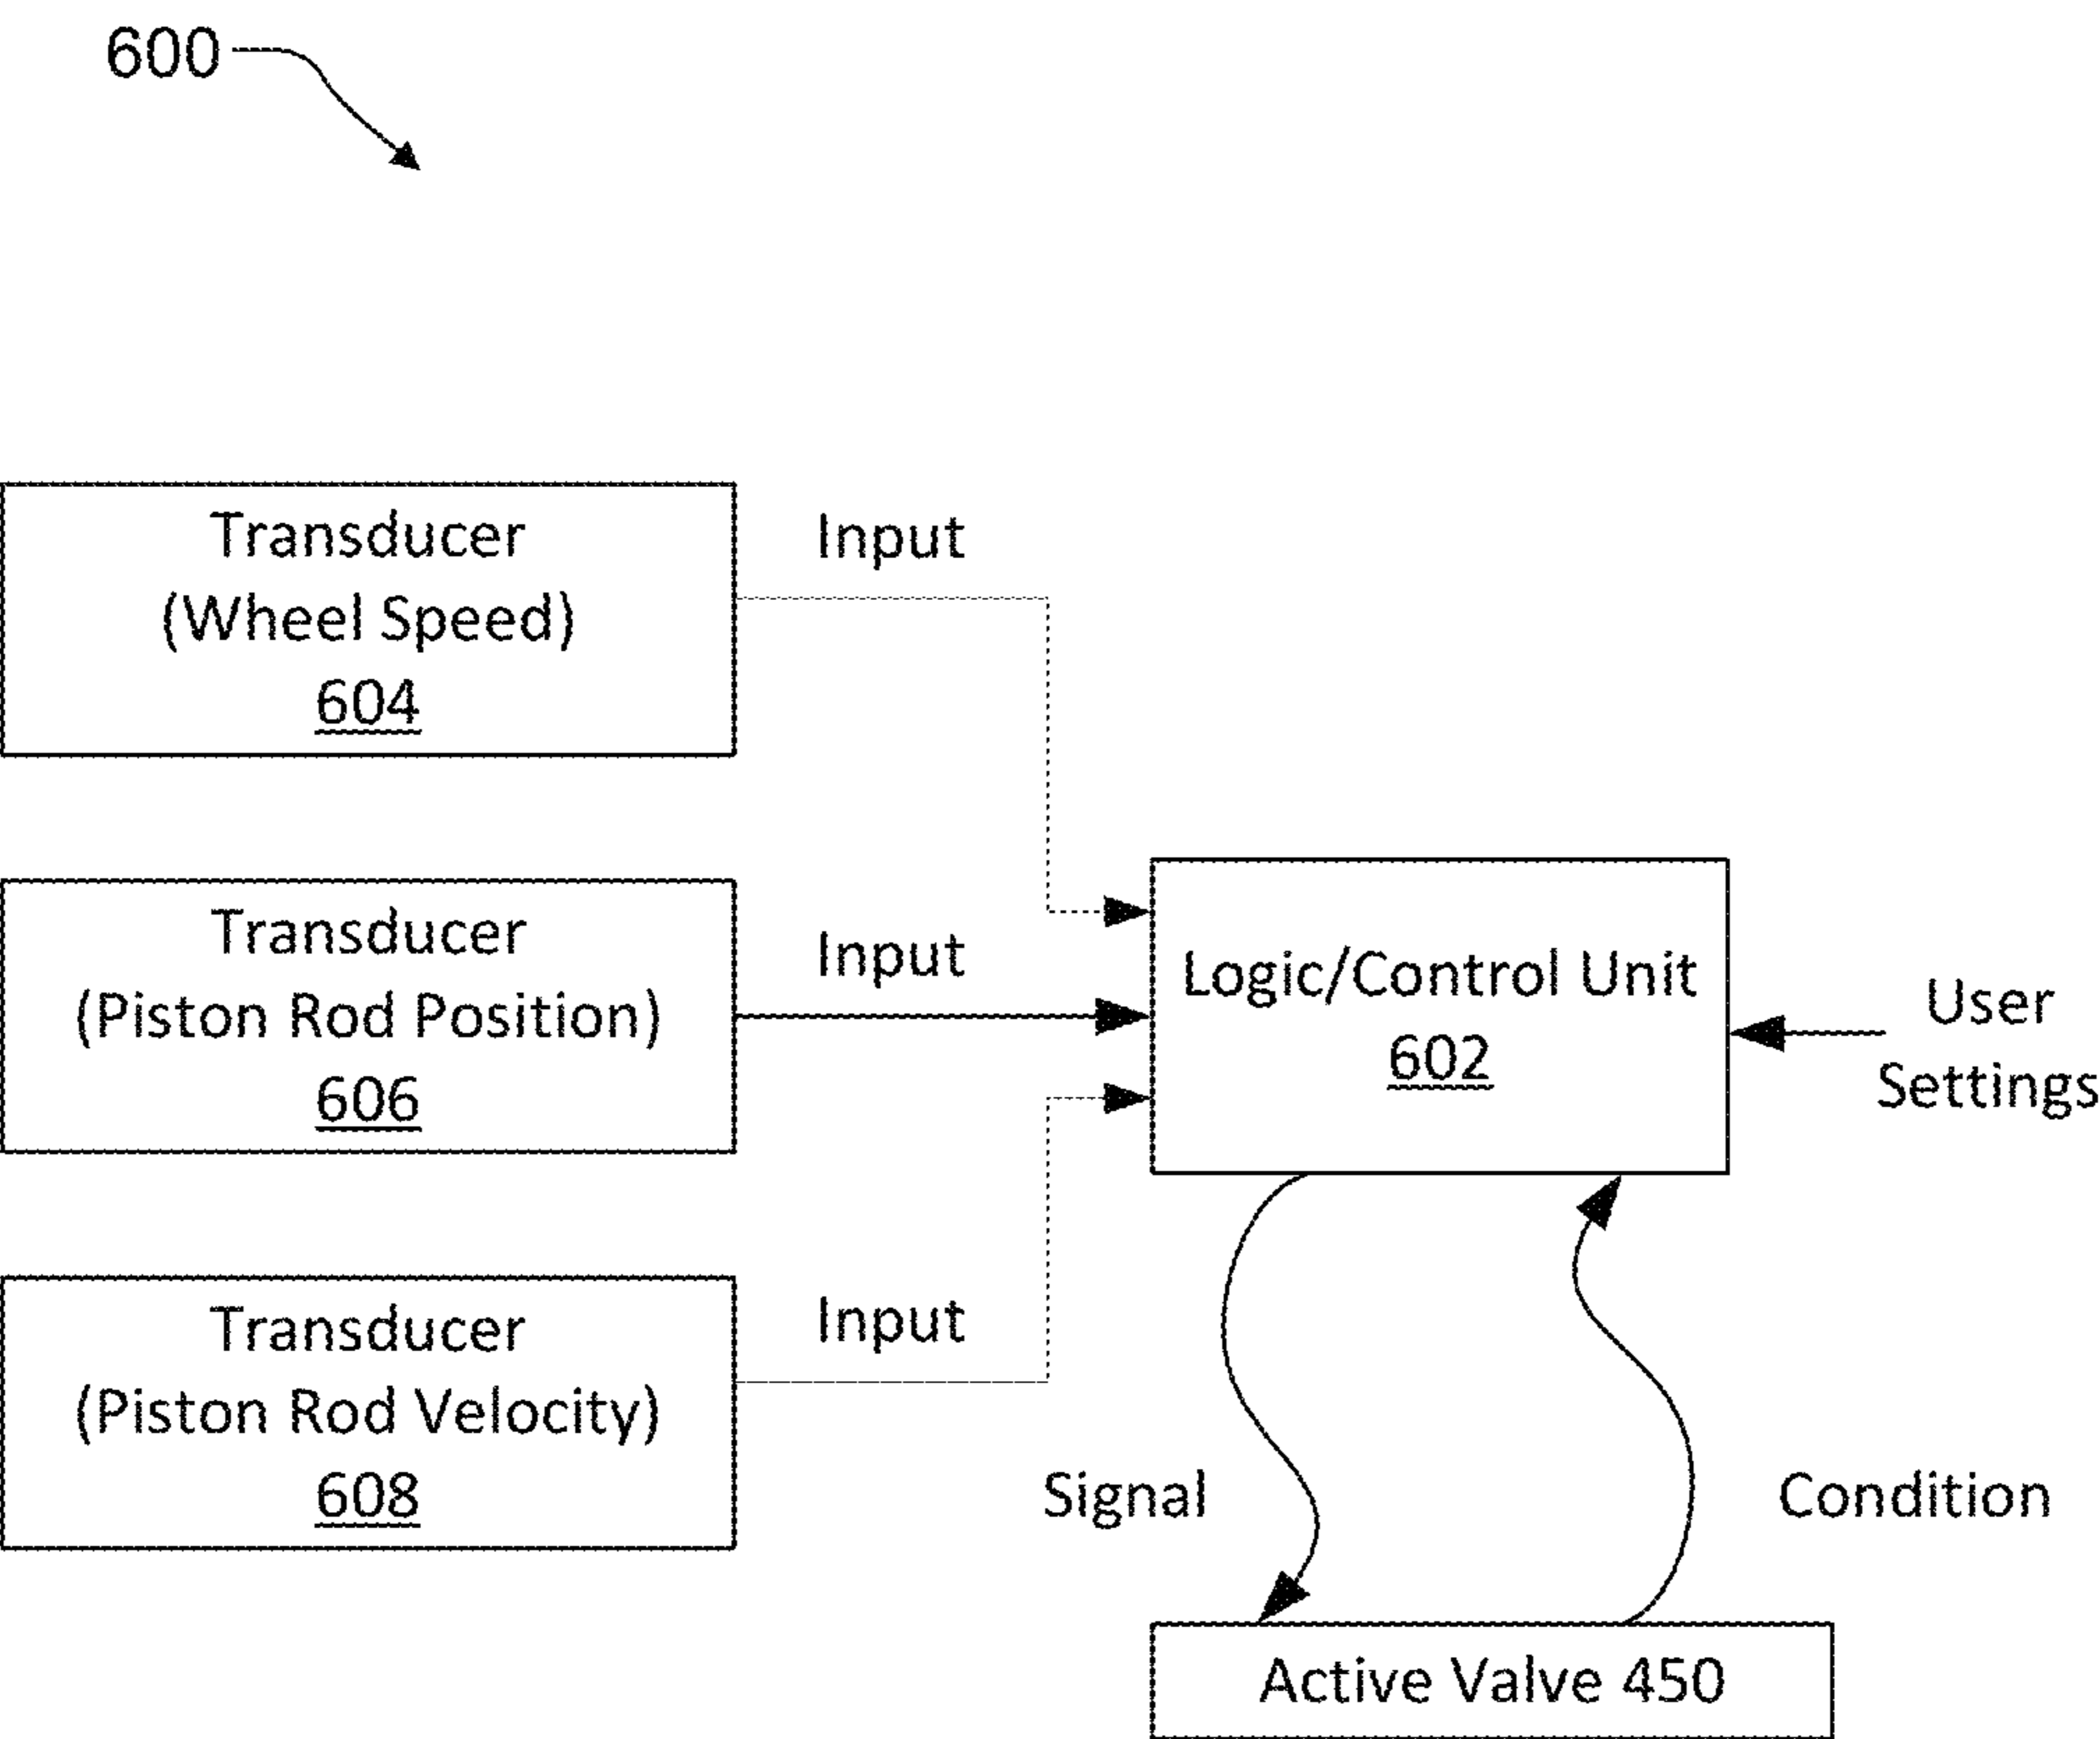 600
Transducer
(Wheel Speed)
604
Input
Transducer
(Piston Rod Position)
606
Input
Logic/Control Unit
602
User
Settings
Transducer
(Piston Rod Velocity)
608
Input
Signal
Condition
Active Valve 450